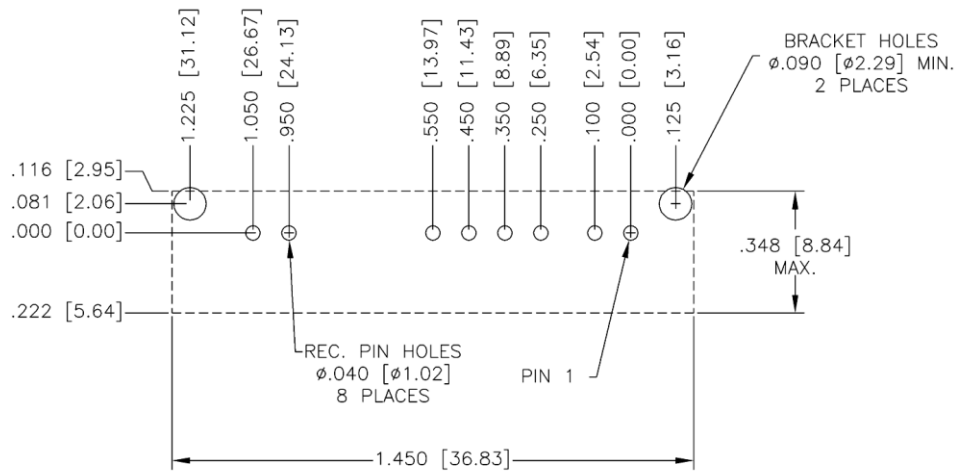 1.225 [31.12]
1.050 [26.67]
.950 [24.13]
.550 [13.97]
.450 [11.43]
.350 [8.89]
.250 [6.35]
.100 [2.54]
.000 [0.00]
.125 [3.16]
BRACKET HOLES
ø.090 [ø2.29] MIN.
2 PLACES
.116 [2.95]
.081 [2.06]
.000 [0.00]
.222 [5.64]
.348 [8.84]
MAX.
REC. PIN HOLES
ø.040 [ø1.02]
8 PLACES
PIN 1
1.450 [36.83]